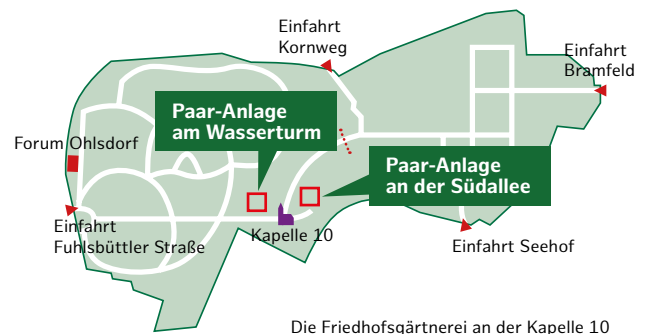 Einfahrt
Kornweg
Einfahrt
Bramfeld
Paar-Anlage
am Wasserturm
Forum Ohlsdorf
Paar-Anlage
an der Südallee
Einfahrt
Fuhlsbüttler Straße
Kapelle 10
Einfahrt Seehof
Die Friedhofsgärtnerei an der Kapelle 10